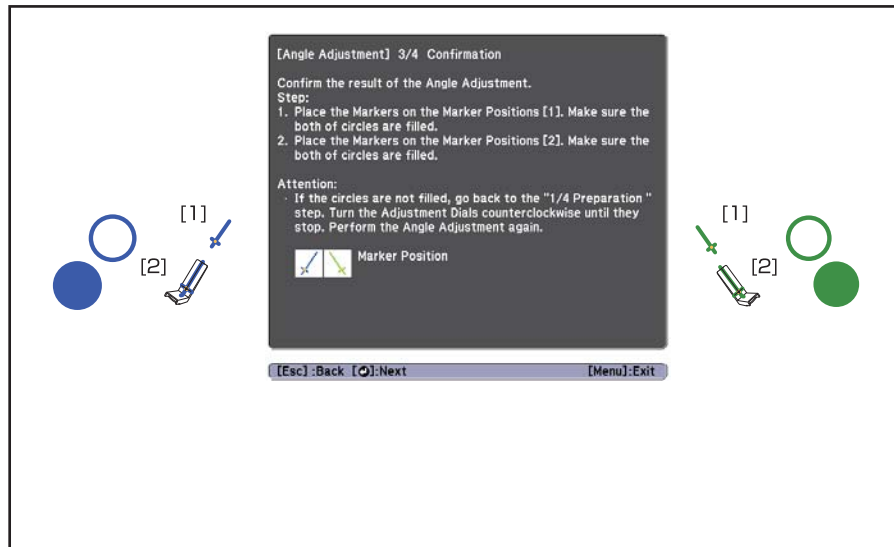 [Angle Adjustment] 3/4 Confirmation
Confirm the result of the Angle Adjustment.
Step:
1. Place the Markers on the Marker Positions [1]. Make sure the
both of circles are filled.
2. Place the Markers on the Marker Positions [2]. Make sure the
both of circles are filled.
Attention:
· If the circles are not filled, go back to the "1/4 Preparation "
step. Turn the Adjustment Dials counterclockwise until they
stop. Perform the Angle Adjustment again.
Marker Position
[1]
[2]
[1]
[2]
[Esc] :Back [⏎]:Next [Menu]:Exit